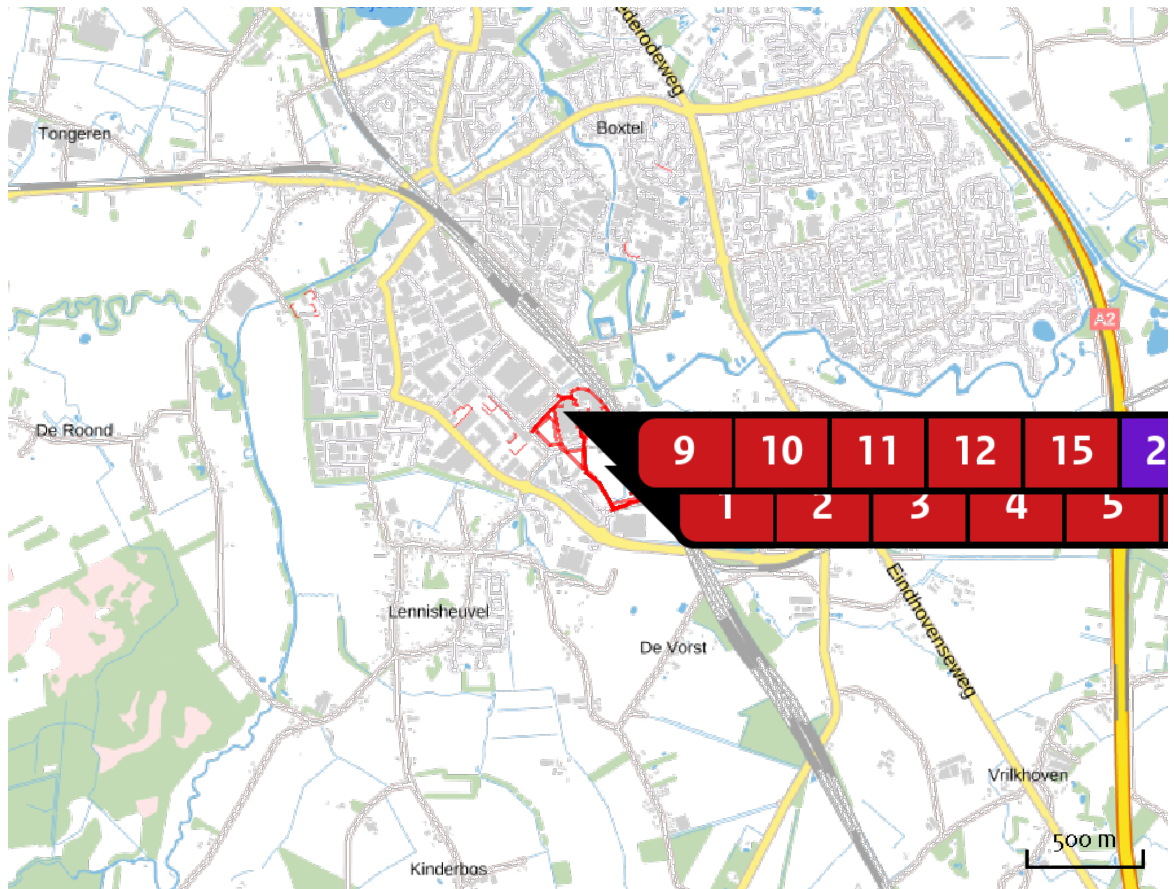 ederodeweg
Tongeren
Boxtel
A2
De Roond
9 10 11 12 15 2
1 2 3 4 5
Eindhovenseweg
Lennisheuvel
De Vorst
Vrilkhoven
500 m
Kinderbos